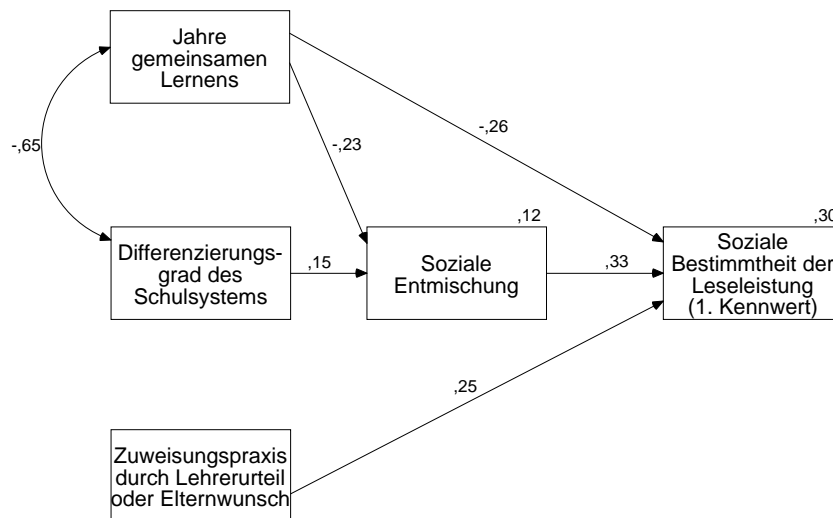 Jahre
gemeinsamen
Lernens
-,65
-,23
-,26
Differenzierungs-
grad des
Schulsystems
,15
,12
Soziale
Entmischung
,33
,30
Soziale
Bestimmtheit der
Leseleistung
(1. Kennwert)
,25
Zuweisungspraxis
durch Lehrerurteil
oder Elternwunsch